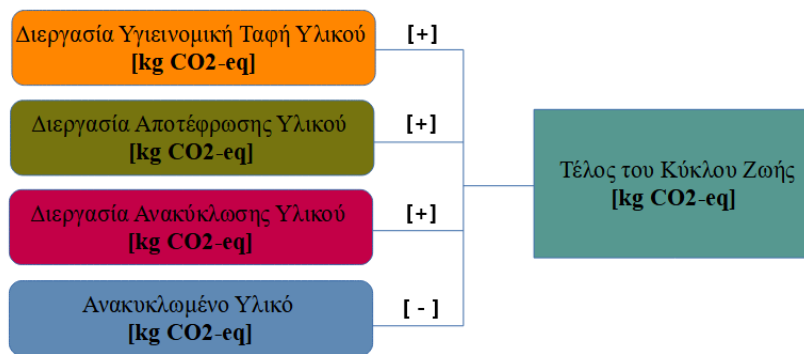 Διεργασία Υγιεινομική Ταφή Υλικού
[kg CO2-eq]
[+]
Διεργασία Αποτέφρωσης Υλικού
[kg CO2-eq]
[+]
Διεργασία Ανακύκλωσης Υλικού
[kg CO2-eq]
[+]
Ανακυκλωμένο Υλικό
[kg CO2-eq]
[ - ]
Τέλος του Κύκλου Ζωής
[kg CO2-eq]